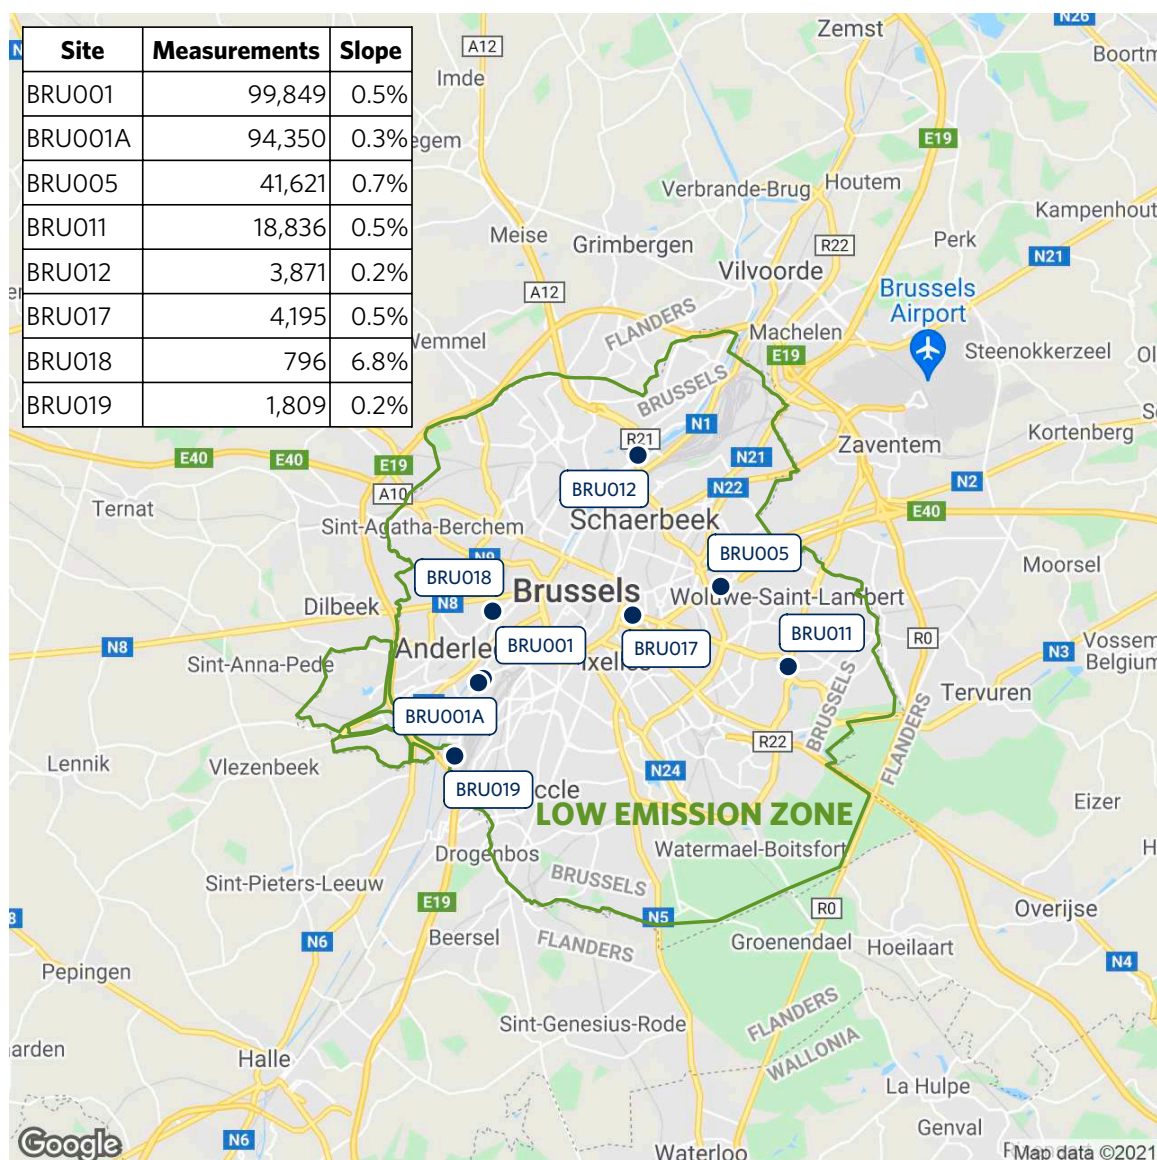 Site Measurements Slope
BRU001 99,849 0.5%
BRU001A 94,350 0.3%
BRU005 41,621 0.7%
BRU011 18,836 0.5%
BRU012 3,871 0.2%
BRU017 4,195 0.5%
BRU018 796 6.8%
BRU019 1,809 0.2%
N26
Zemst
A12
Boortm
Imde
egem
E19
Verbrande-Brug
Houtem
Kampenhout
Meise
Grimbergen
R22
Perk
N21
Vilvoorde
A12
Brussels
Airport
FLANDERS
Machelen
Wemmel
E19
Steenokkerzeel
BRUSSELS
N1
R21
Kortenberg
Zaventem
E40
E40
E19
N21
A10
BRU012
N22
N2
Ternat
E40
Sint-Agatha-Berchem
Schaerbeek
N9
BRU005
Moorsel
BRU018
Brussels
Woluwe-Saint-Lambert
Dilbeek
N8
BRU011
N8
Anderle
BRU001
BRU017
R0
Vossem
Sint-Anna-Pede
Ixelles
N3
Belgium
BRUSSELS
Tervuren
BRU001A
FLANDERS
R22
Lennik
Vlezenbeek
N24
BRU019
ccle
Eizer
LOW EMISSION ZONE
Drogenbos
Watermael-Boitsfort
BRUSSELS
Sint-Pieters-Leeuw
E19
R0
Overijse
N5
N6
Beersel
FLANDERS
Groenendael
Hoeilaart
N4
Pepingen
Sint-Genesius-Rode
FLANDERS
aarden
Halle
WALLONIA
La Hulpe
Genval
Google
N6
Waterloo
Map data ©2021